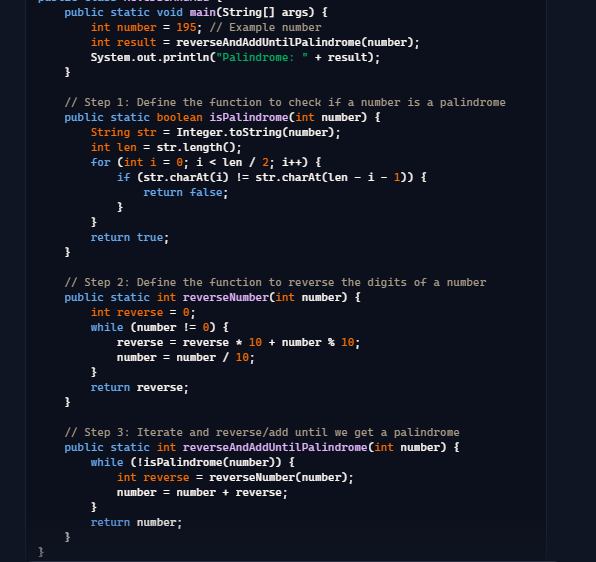 public static void main(String[] args) {
        int number = 195; // Example number
        int result = reverseAndAddUntilPalindrome(number);
        System.out.println("Palindrome: " + result);
    }

    // Step 1: Define the function to check if a number is a palindrome
    public static boolean isPalindrome(int number) {
        String str = Integer.toString(number);
        int len = str.length();
        for (int i = 0; i < len / 2; i++) {
            if (str.charAt(i) != str.charAt(len - i - 1)) {
                return false;
            }
        }
        return true;
    }

    // Step 2: Define the function to reverse the digits of a number
    public static int reverseNumber(int number) {
        int reverse = 0;
        while (number != 0) {
            reverse = reverse * 10 + number % 10;
            number = number / 10;
        }
        return reverse;
    }

    // Step 3: Iterate and reverse/add until we get a palindrome
    public static int reverseAndAddUntilPalindrome(int number) {
        while (!isPalindrome(number)) {
            int reverse = reverseNumber(number);
            number = number + reverse;
        }
        return number;
    }
}